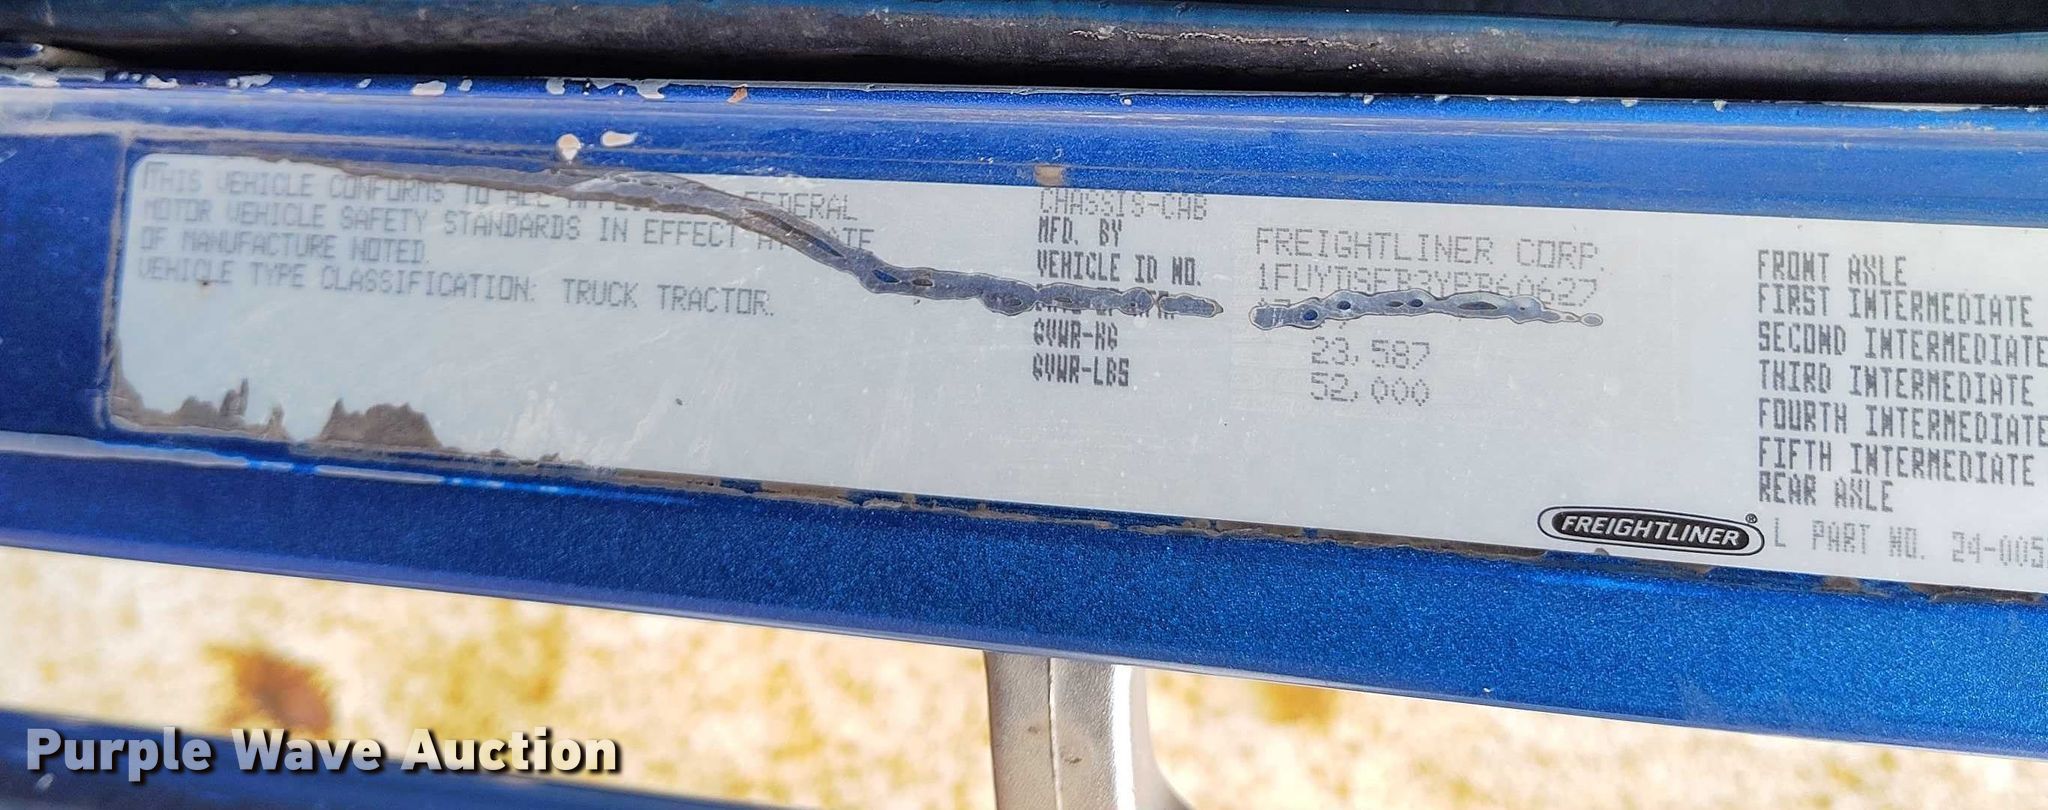 THIS VEHICLE CONFORMS TO ALL FEDERAL
MOTOR VEHICLE SAFETY STANDARDS IN EFFECT
OF MANUFACTURE NOTED.
VEHICLE TYPE CLASSIFICATION: TRUCK TRACTOR.
CHASSIS-CAB
MFD. BY FREIGHTLINER CORP.
VEHICLE ID NO.
GVWR-KG 23,587
GVWR-LBS 52,000
FRONT AXLE
FIRST INTERMEDIATE
SECOND INTERMEDIATE
THIRD INTERMEDIATE
FOURTH INTERMEDIATE
FIFTH INTERMEDIATE
REAR AXLE
FREIGHTLINER®
L PART NO. 24-005
Purple Wave Auction